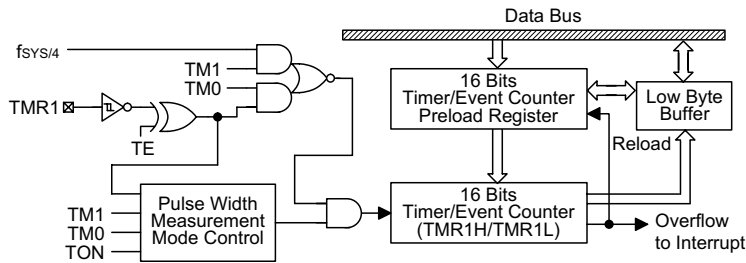 Data Bus
fSYS/4
TM1
TM0
TMR1
TE
16 Bits
Timer/Event Counter
Preload Register
Low Byte
Buffer
Reload
TM1
TM0
TON
Pulse Width
Measurement
Mode Control
16 Bits
Timer/Event Counter
(TMR1H/TMR1L)
Overflow
to Interrupt